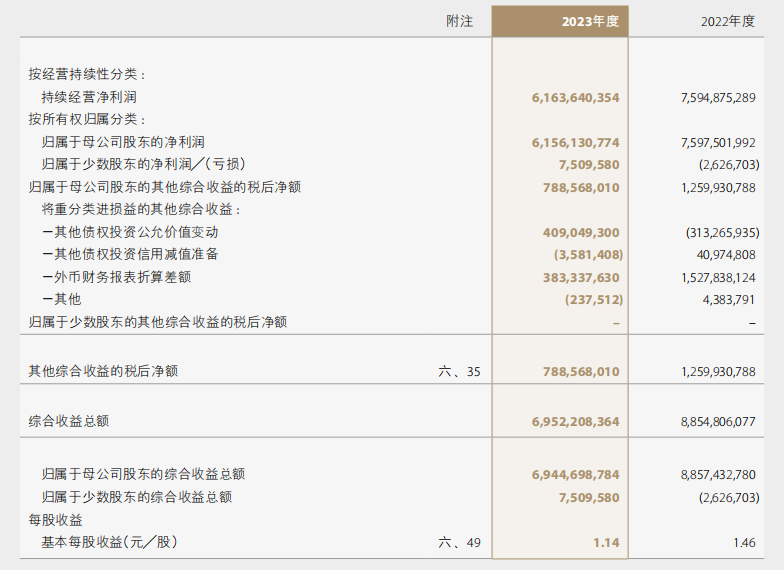 附注 2023年度 2022年度
按经营持续性分类：
持续经营净利润 6,163,640,354 7,594,875,289
按所有权归属分类：
归属于母公司股东的净利润 6,156,130,774 7,597,501,992
归属于少数股东的净利润／（亏损） 7,509,580 (2,626,703)
归属于母公司股东的其他综合收益的税后净额 788,568,010 1,259,930,788
将重分类进损益的其他综合收益：
－其他债权投资公允价值变动 409,049,300 (313,265,935)
－其他债权投资信用减值准备 (3,581,408) 40,974,808
－外币财务报表折算差额 383,337,630 1,527,838,124
－其他 (237,512) 4,383,791
归属于少数股东的其他综合收益的税后净额 – –
其他综合收益的税后净额 六、35 788,568,010 1,259,930,788
综合收益总额 6,952,208,364 8,854,806,077
归属于母公司股东的综合收益总额 6,944,698,784 8,857,432,780
归属于少数股东的综合收益总额 7,509,580 (2,626,703)
每股收益
基本每股收益（元／股） 六、49 1.14 1.46